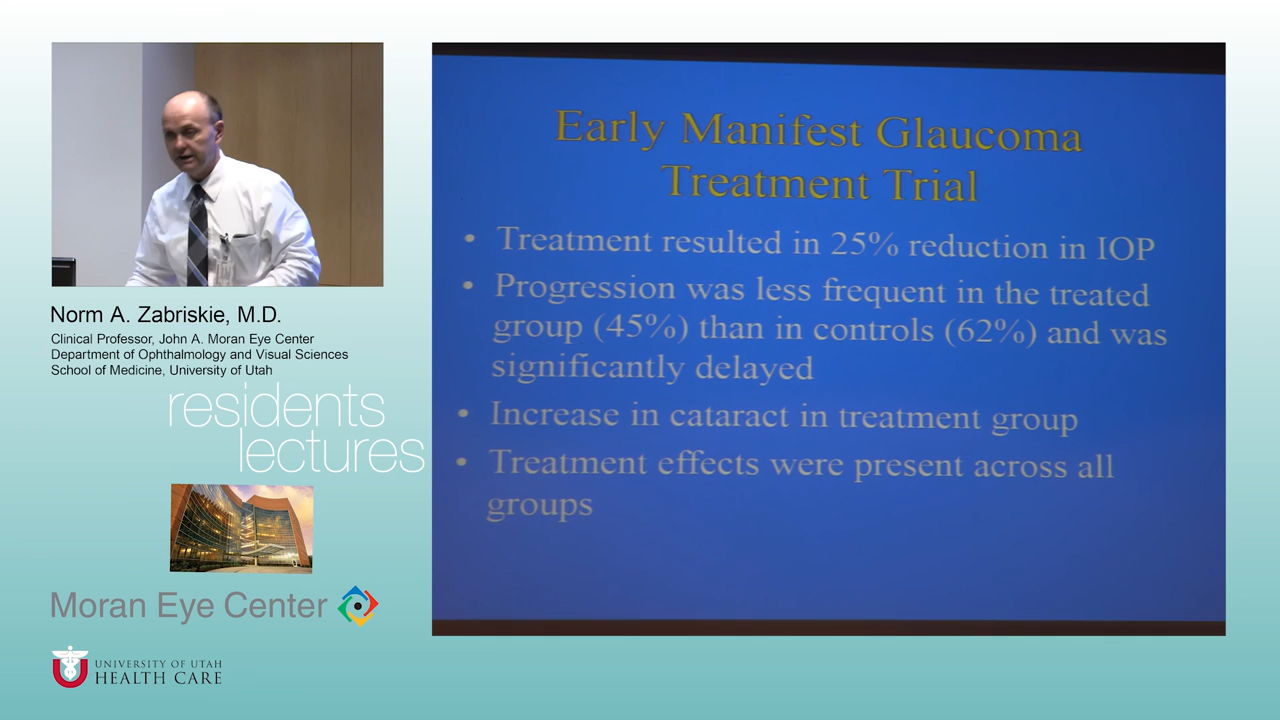 Norm A. Zabriskie, M.D.
Clinical Professor, John A. Moran Eye Center
Department of Ophthalmology and Visual Sciences
School of Medicine, University of Utah
residents
lectures
Moran Eye Center
UNIVERSITY OF UTAH
HEALTH CARE
Early Manifest Glaucoma
Treatment Trial
• Treatment resulted in 25% reduction in IOP
• Progression was less frequent in the treated
group (45%) than in controls (62%) and was
significantly delayed
• Increase in cataract in treatment group
• Treatment effects were present across all
groups